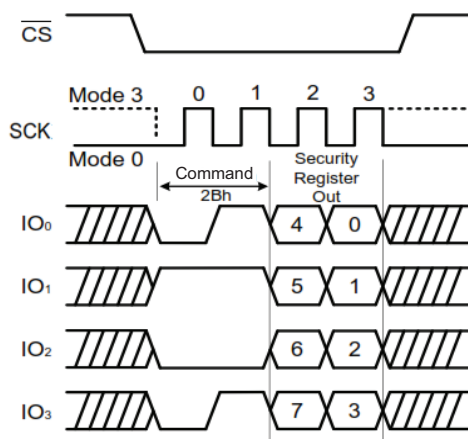 CS
Mode 3 0 1 2 3
SCK
Mode 0
Command
2Bh
Security
Register
Out
IO₀ 4 0
IO₁ 5 1
IO₂ 6 2
IO₃ 7 3